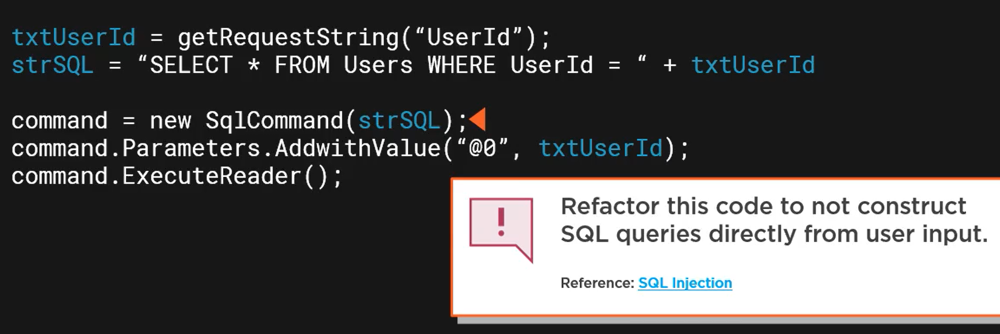 txtUserId = getRequestString(“UserId”);
strSQL = “SELECT * FROM Users WHERE UserId = “ + txtUserId
command = new SqlCommand(strSQL);
command.Parameters.AddwithValue(“@0”, txtUserId);
command.ExecuteReader();
!
Refactor this code to not construct
SQL queries directly from user input.
Reference: SQL Injection